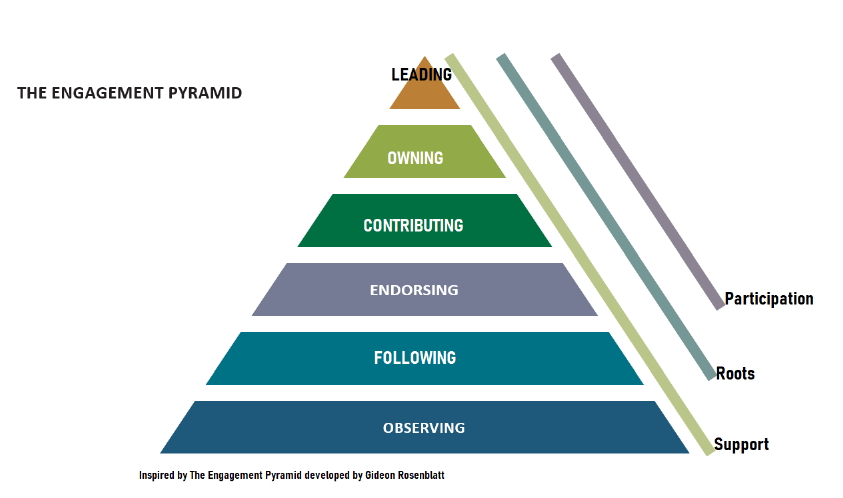 LEADING
THE ENGAGEMENT PYRAMID
OWNING
CONTRIBUTING
ENDORSING
Participation
FOLLOWING
Roots
OBSERVING
Support
Inspired by The Engagement Pyramid developed by Gideon Rosenblatt